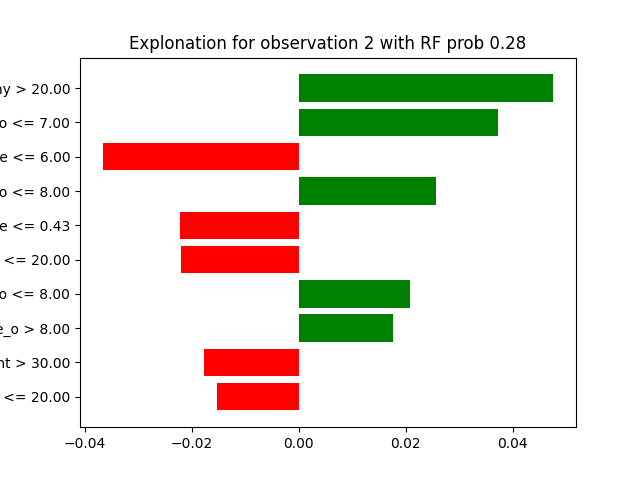 Explonation for observation 2 with RF prob 0.28
ny > 20.00
o <= 7.00
e <= 6.00
o <= 8.00
e <= 0.43
<= 20.00
o <= 8.00
e_o > 8.00
nt > 30.00
<= 20.00
−0.04 −0.02 0.00 0.02 0.04